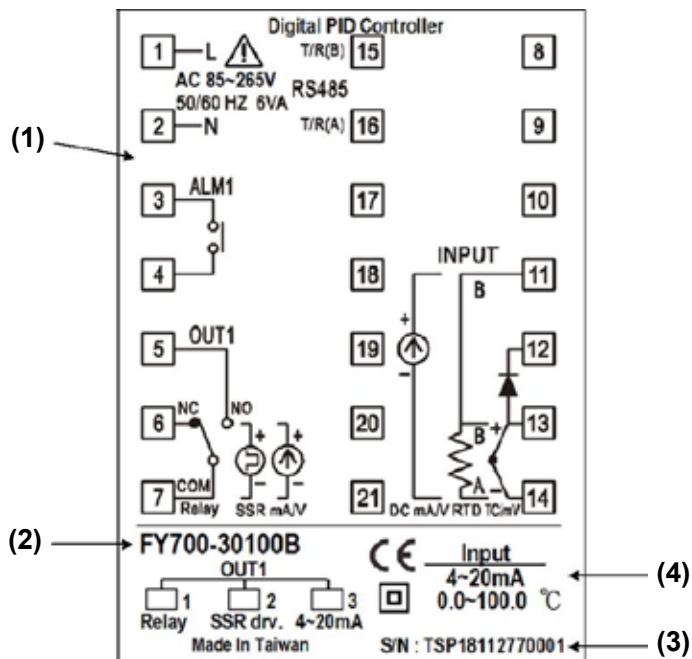 Digital PID Controller
1 L T/R(B) 15 8
AC 85~265V RS485
50/60 HZ 6VA
2 N T/R(A) 16 9
(1)
3 ALM1 17 10
4 18 INPUT 11
B
5 OUT1 19 + 12
−
6 NC NO + + 20 B + 13
7 COM − − 21 A − 14
Relay SSR mA/V DC mA/V RTD TC/mV
(2) FY700-30100B CE Input
OUT1 4~20mA (4)
1 2 3 0.0~100.0 ℃
Relay SSR drv. 4~20mA
Made In Taiwan S/N : TSP18112770001 (3)